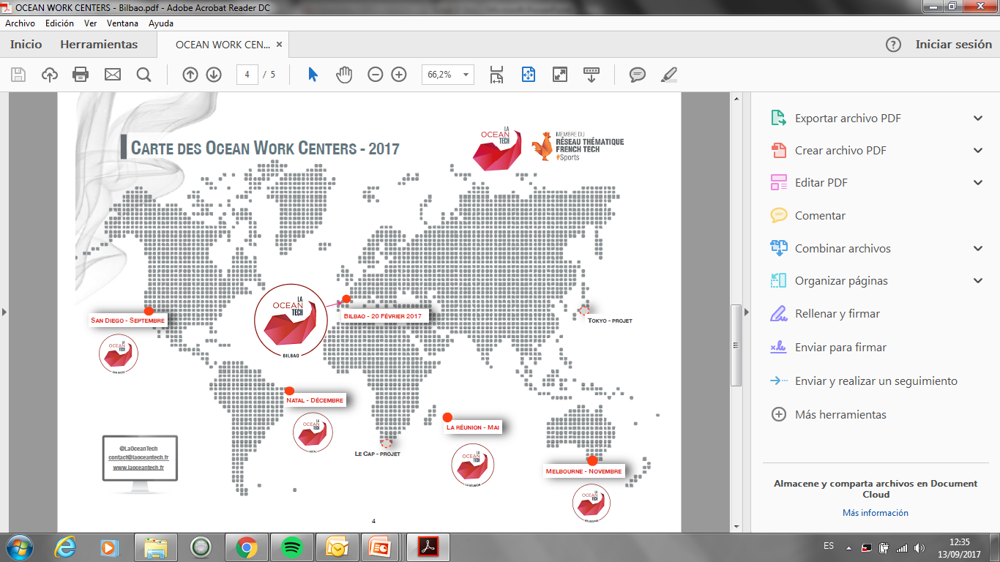 OCEAN WORK CENTERS - Bilbao.pdf - Adobe Acrobat Reader DC
Archivo Edición Ver Ventana Ayuda
Inicio Herramientas OCEAN WORK CEN... × Iniciar sesión
4 / 5 66,2%
CARTE DES OCEAN WORK CENTERS - 2017
LA OCEAN TECH
MEMBRE DU
RÉSEAU THÉMATIQUE
FRENCH TECH
#Sports
LA
OCEAN
TECH
BILBAO
BILBAO - 20 FÉVRIER 2017
SAN DIEGO - SEPTEMBRE
LA
OCEAN
TECH
SAN DIEGO
TOKYO - PROJET
NATAL - DÉCEMBRE
LA
OCEAN
TECH
NATAL
LE CAP - PROJET
LA RÉUNION - MAI
LA
OCEAN
TECH
LA RÉUNION
MELBOURNE - NOVEMBRE
LA
OCEAN
TECH
MELBOURNE
@LaOceanTech
contact@laoceantech.fr
www.laoceantech.fr
4
Exportar archivo PDF
Crear archivo PDF
Editar PDF
Comentar
Combinar archivos
Organizar páginas
Rellenar y firmar
Enviar para firmar
Enviar y realizar un seguimiento
Más herramientas
Almacene y comparta archivos en Document
Cloud
Más información
ES
12:35
13/09/2017